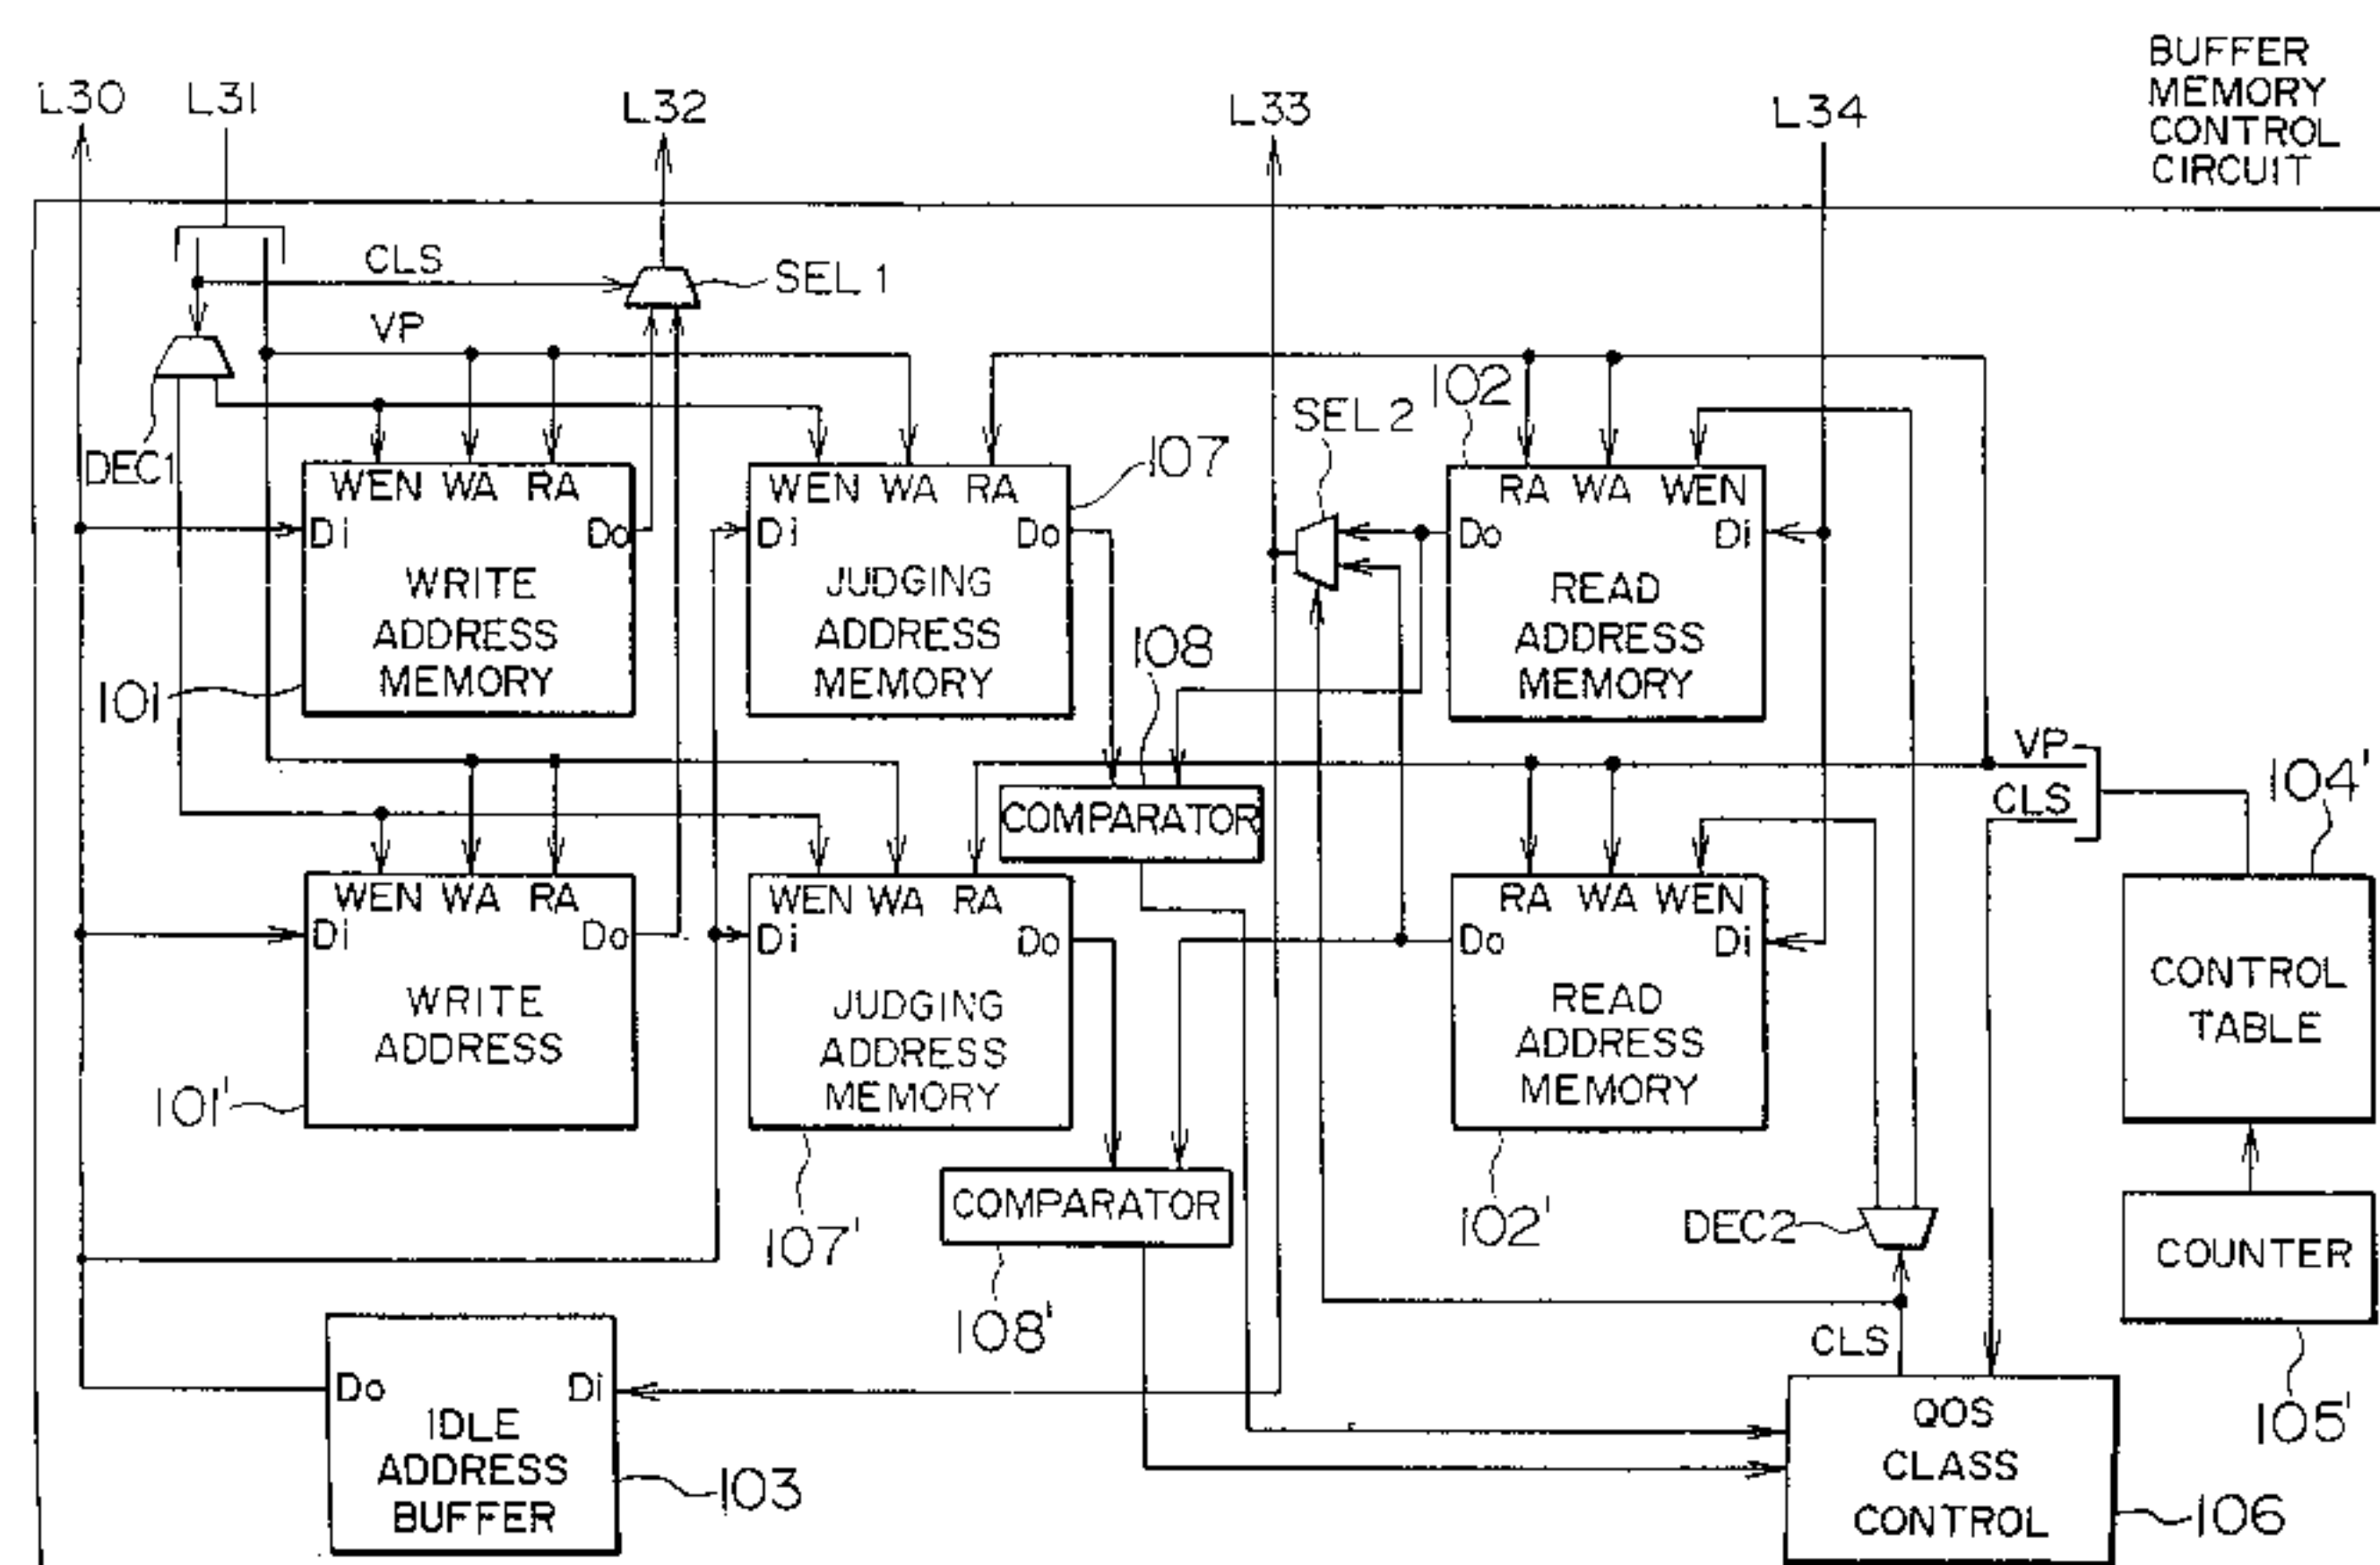 BUFFER
MEMORY
CONTROL
CIRCUIT
L30
L31
L32
L33
L34
CLS
SEL 1
VP
DEC1
102
SEL 2
107
WEN WA RA
Di
Do
WRITE
ADDRESS
MEMORY
101
WEN WA RA
Di
Do
JUDGING
ADDRESS
MEMORY
108
RA WA WEN
Do
Di
READ
ADDRESS
MEMORY
COMPARATOR
VP
CLS
104'
WEN WA RA
Di
Do
WRITE
ADDRESS
101'
WEN WA RA
Di
Do
JUDGING
ADDRESS
MEMORY
107'
RA WA WEN
Do
Di
READ
ADDRESS
MEMORY
102'
CONTROL
TABLE
COMPARATOR
108'
DEC2
COUNTER
105'
CLS
Do
Di
IDLE
ADDRESS
BUFFER
103
QOS
CLASS
CONTROL
106